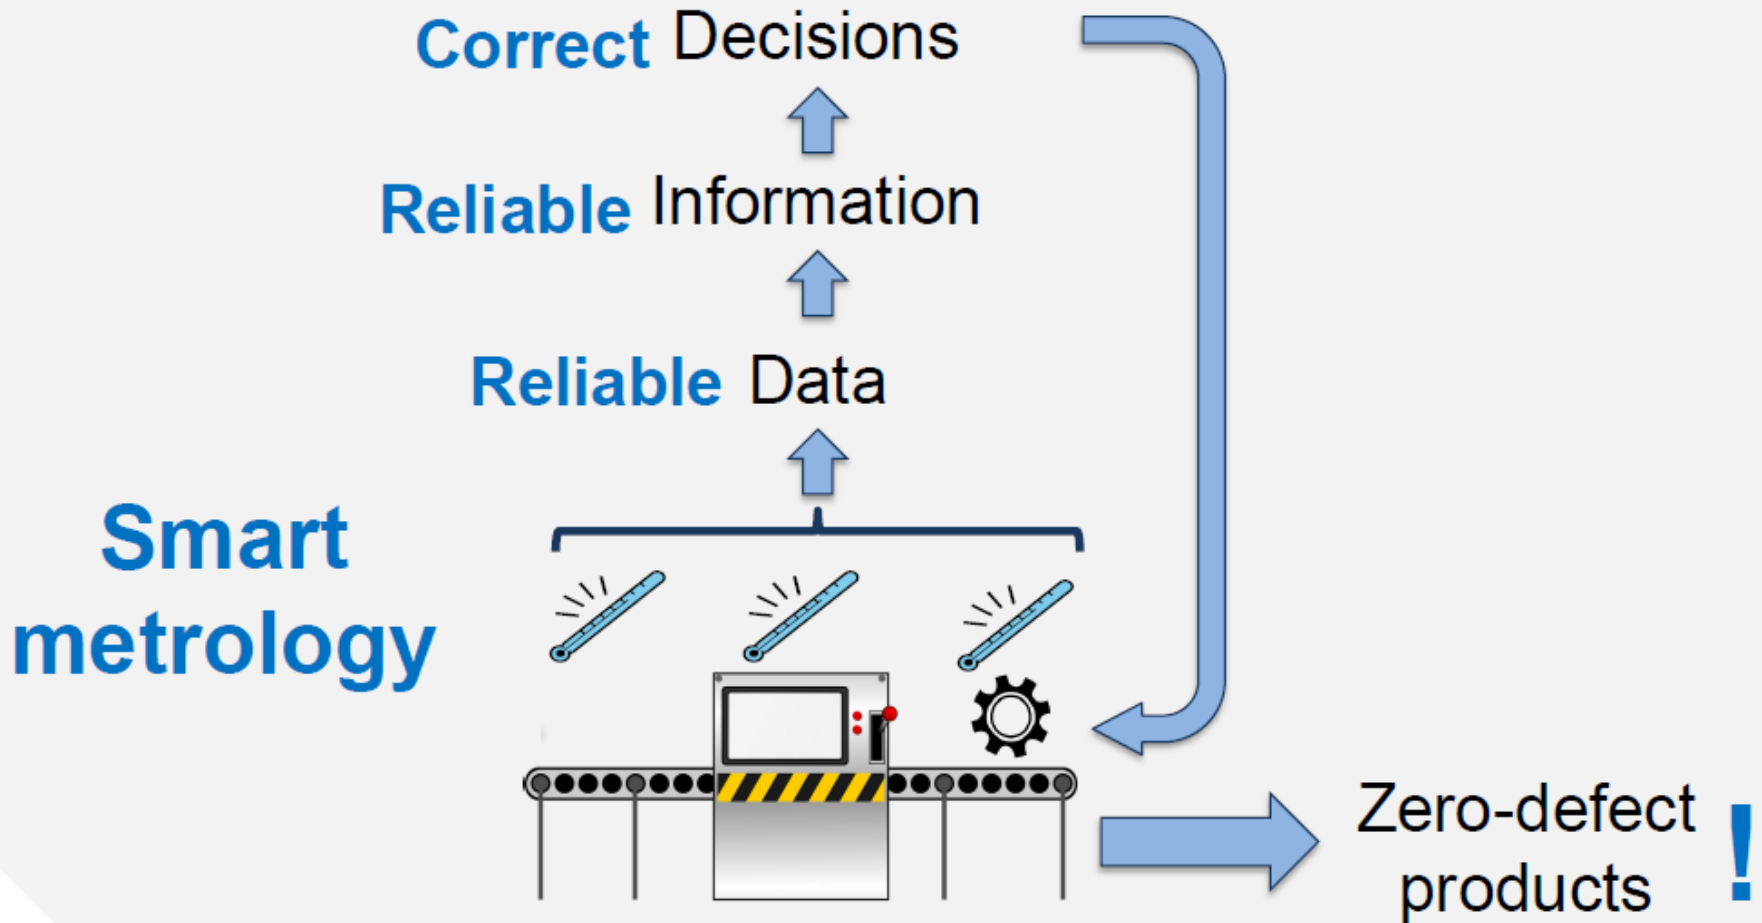 Correct Decisions
Reliable Information
Reliable Data
Smart
metrology
Zero-defect
products !